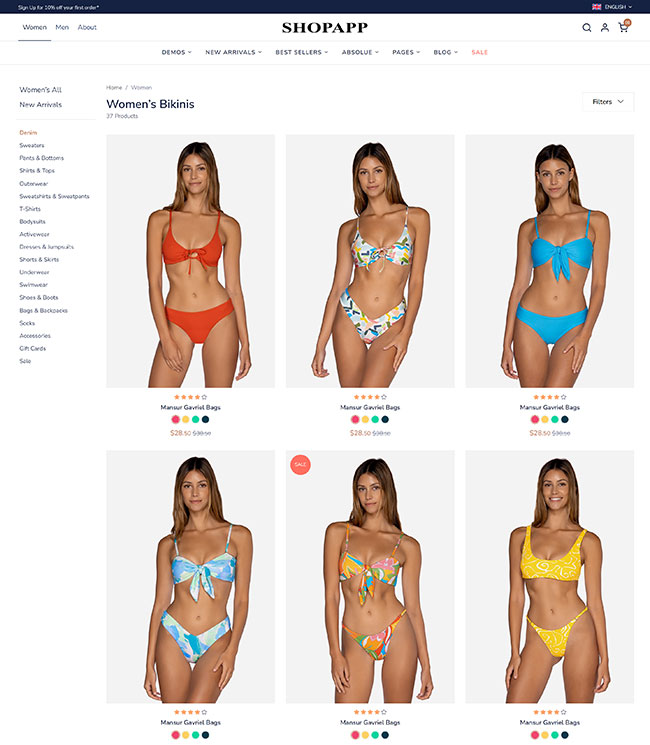 Sign Up for 10% off your first order*
ENGLISH
Women Men About
SHOPAPP
DEMOS NEW ARRIVALS BEST SELLERS ABSOLUE PAGES BLOG SALE
Women's All
New Arrivals
Denim
Sweaters
Pants & Bottoms
Shirts & Tops
Outerwear
Sweatshirts & Sweatpants
T-Shirts
Bodysuits
Activewear
Dresses & Jumpsuits
Shorts & Skirts
Underwear
Swimwear
Shoes & Boots
Bags & Backpacks
Socks
Accessories
Gift Cards
Sale
Home / Women
Women's Bikinis
37 Products
Filters
Mansur Gavriel Bags
$28.50 $38.50
Mansur Gavriel Bags
$28.50 $38.50
Mansur Gavriel Bags
$28.50 $38.50
SALE
Mansur Gavriel Bags
Mansur Gavriel Bags
Mansur Gavriel Bags